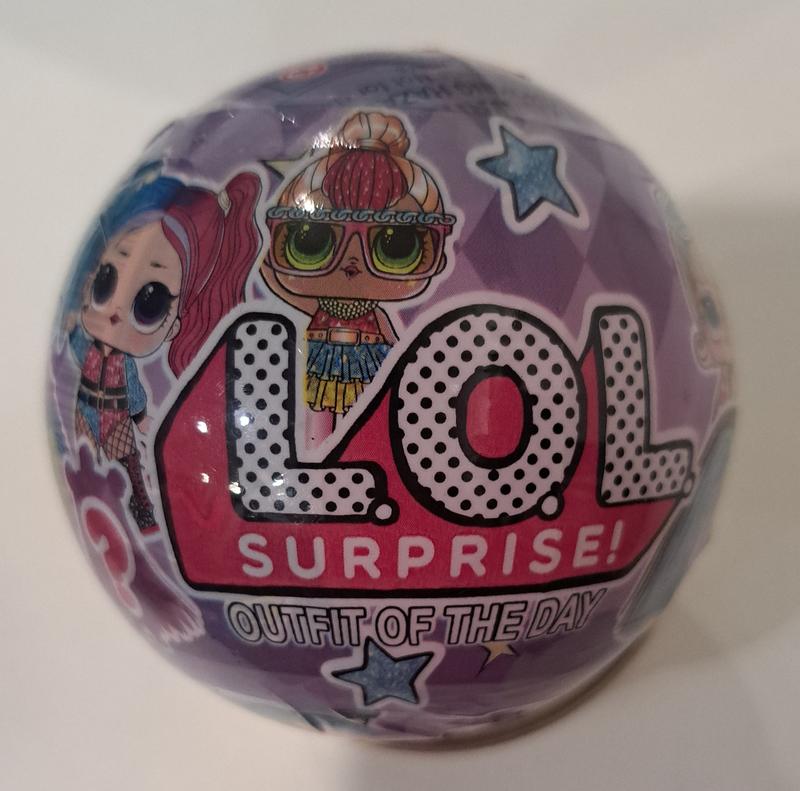 L.O.L.
SURPRISE!
OUTFIT OF THE DAY
?